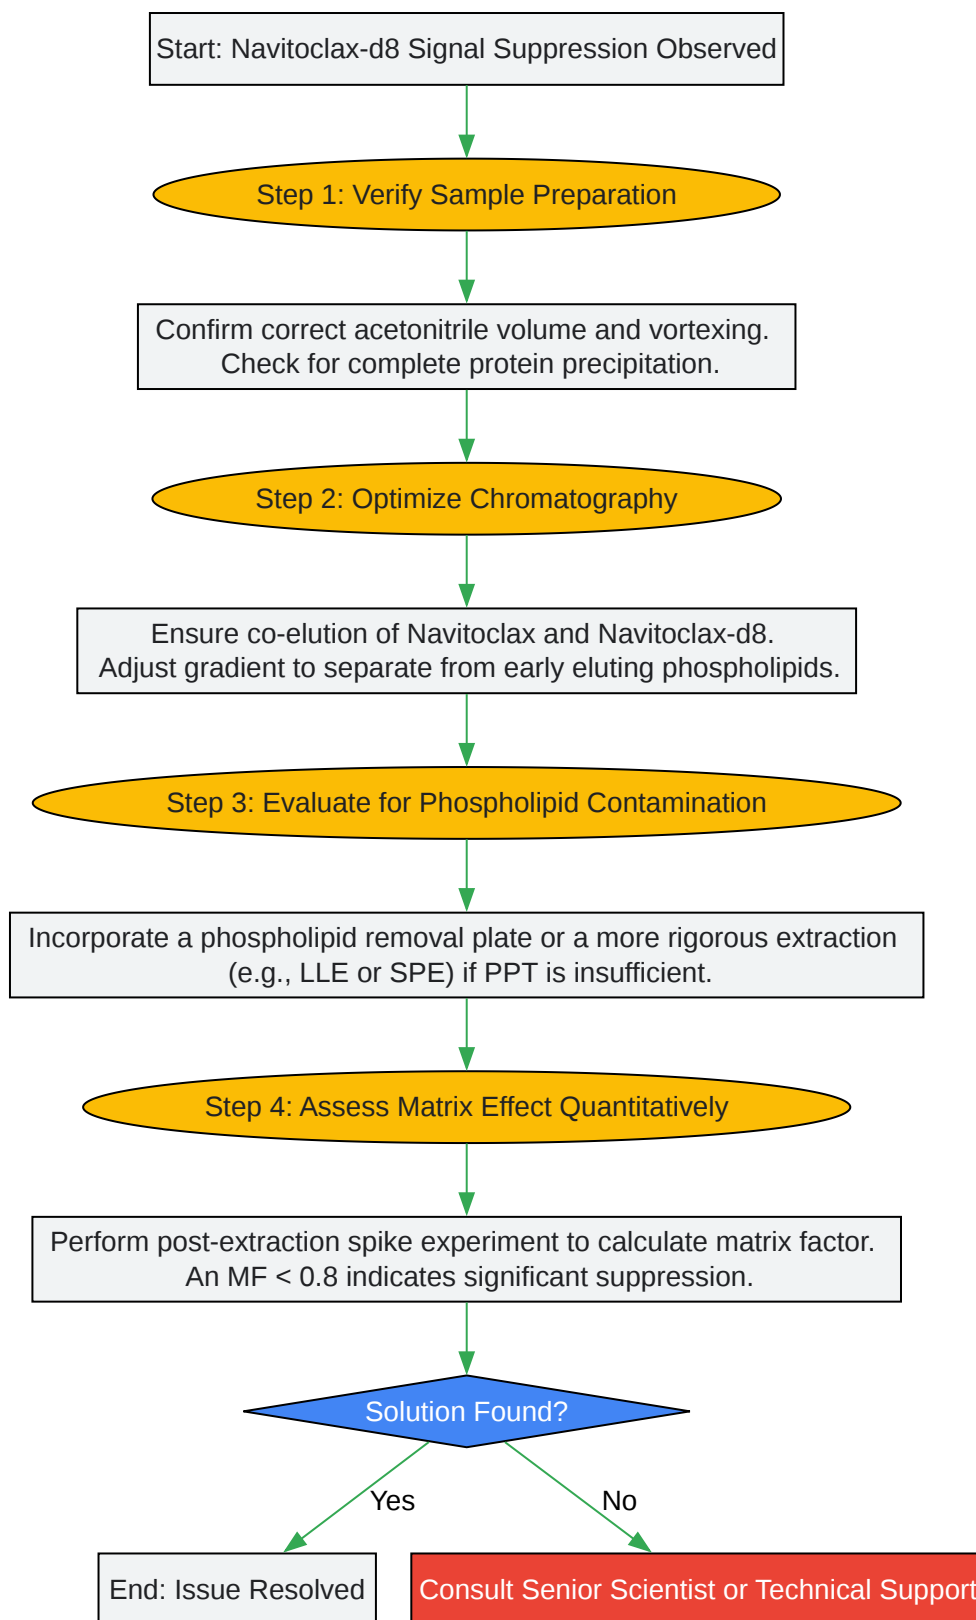 Start: Navitoclax-d8 Signal Suppression Observed
Step 1: Verify Sample Preparation
Confirm correct acetonitrile volume and vortexing.
Check for complete protein precipitation.
Step 2: Optimize Chromatography
Ensure co-elution of Navitoclax and Navitoclax-d8.
Adjust gradient to separate from early eluting phospholipids.
Step 3: Evaluate for Phospholipid Contamination
Incorporate a phospholipid removal plate or a more rigorous extraction
(e.g., LLE or SPE) if PPT is insufficient.
Step 4: Assess Matrix Effect Quantitatively
Perform post-extraction spike experiment to calculate matrix factor.
An MF < 0.8 indicates significant suppression.
Solution Found?
Yes
No
End: Issue Resolved
Consult Senior Scientist or Technical Support